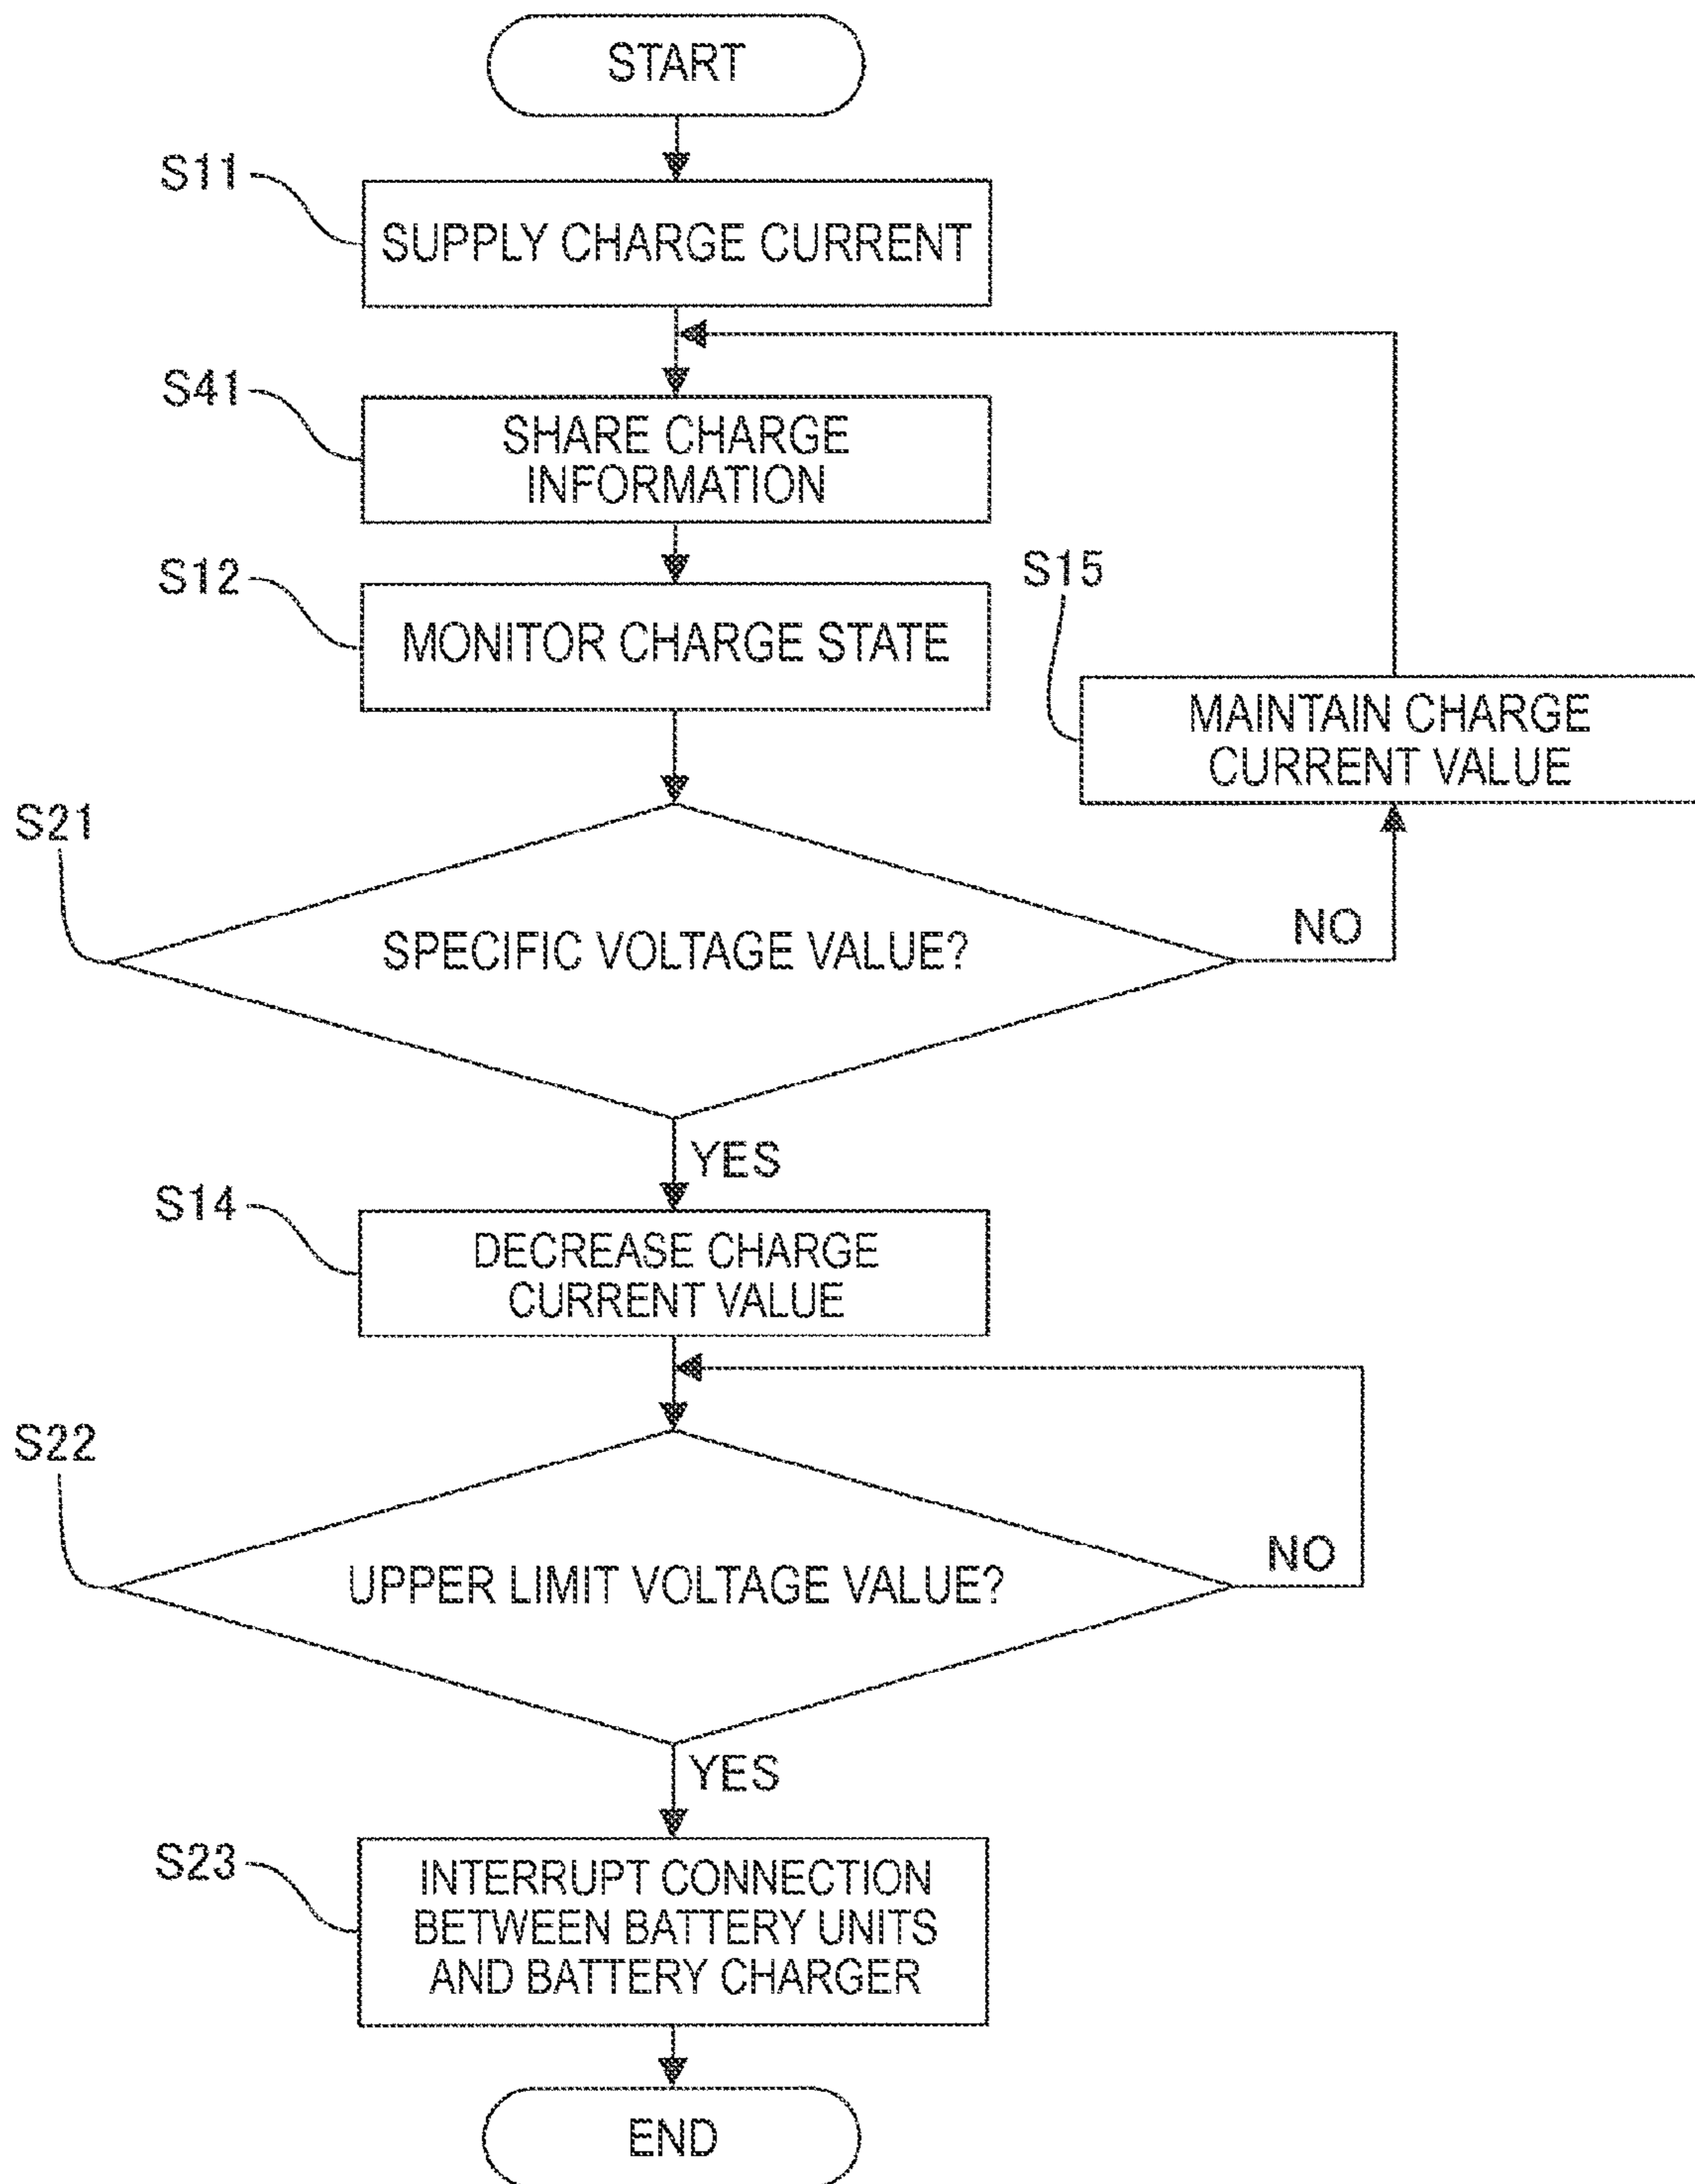 START
S11
SUPPLY CHARGE CURRENT
S41
SHARE CHARGE
INFORMATION
S12
MONITOR CHARGE STATE
S15
MAINTAIN CHARGE
CURRENT VALUE
S21
SPECIFIC VOLTAGE VALUE?
NO
YES
S14
DECREASE CHARGE
CURRENT VALUE
S22
UPPER LIMIT VOLTAGE VALUE?
NO
YES
S23
INTERRUPT CONNECTION
BETWEEN BATTERY UNITS
AND BATTERY CHARGER
END